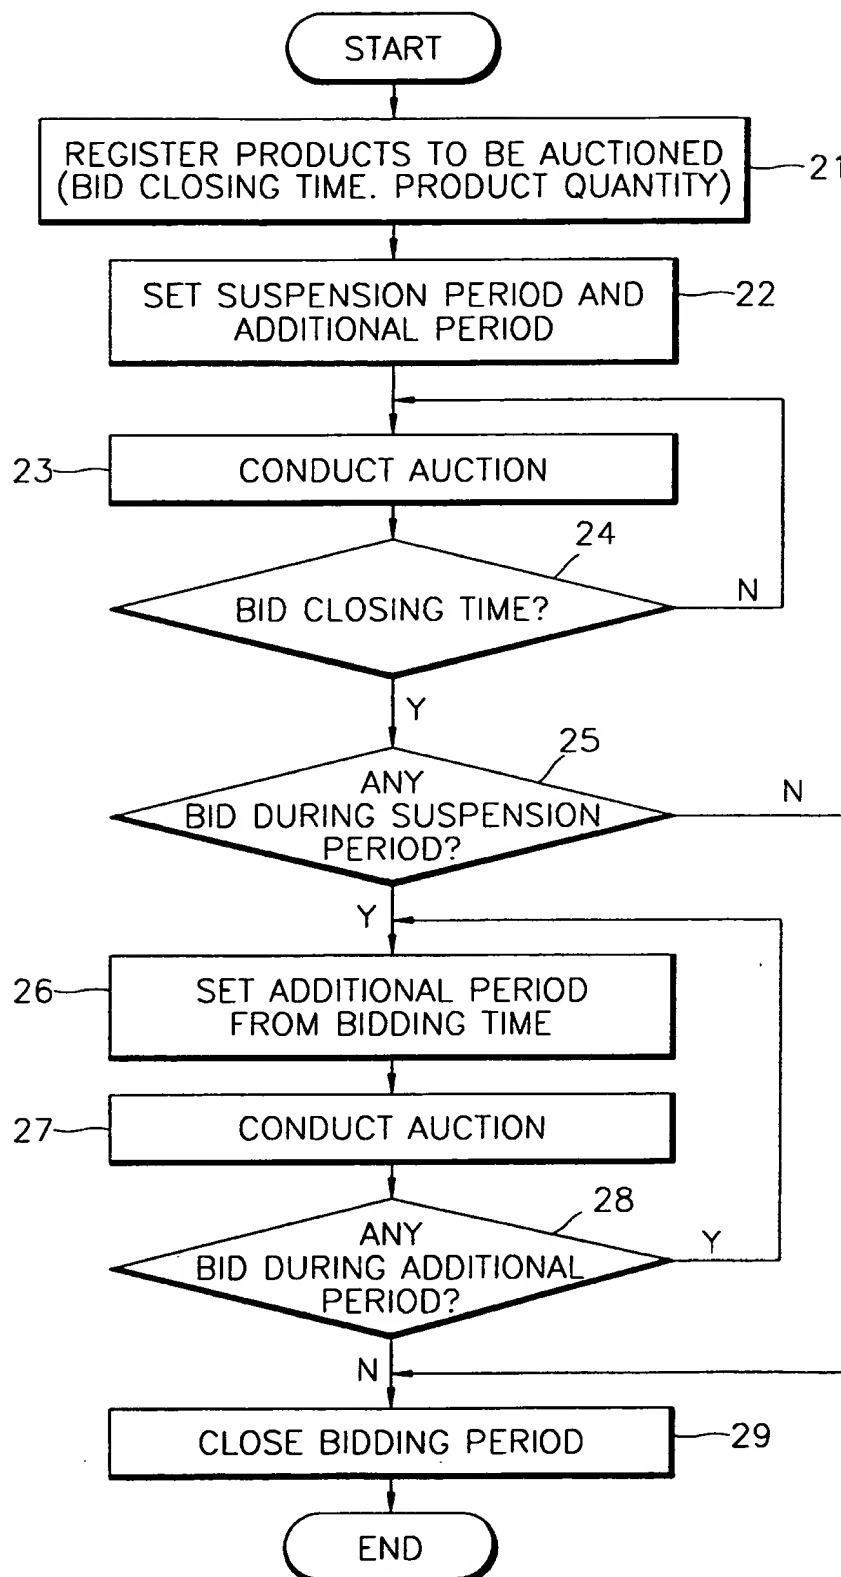 START
REGISTER PRODUCTS TO BE AUCTIONED
(BID CLOSING TIME. PRODUCT QUANTITY)
21
SET SUSPENSION PERIOD AND
ADDITIONAL PERIOD
22
23
CONDUCT AUCTION
24
BID CLOSING TIME?
N
Y
25
ANY
BID DURING SUSPENSION
PERIOD?
N
Y
26
SET ADDITIONAL PERIOD
FROM BIDDING TIME
27
CONDUCT AUCTION
28
ANY
BID DURING ADDITIONAL
PERIOD?
Y
N
CLOSE BIDDING PERIOD
29
END